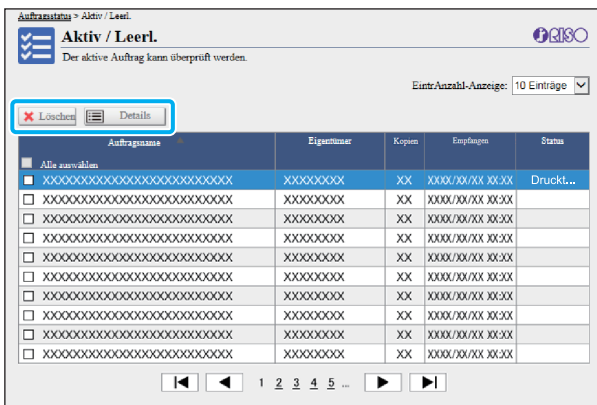 Auftragsstatus > Aktiv / Leerl.
Aktiv / Leerl.
RISO
Der aktive Auftrag kann überprüft werden.
EintrAnzahl-Anzeige: 10 Einträge
Löschen Details
Auftragsname Eigentümer Kopien Empfangen Status
Alle auswählen
XXXXXXXXXXXXXXXXXXXXXXXXXX XXXXXXXX XX XXXX/XX/XX XX:XX Druckt...
XXXXXXXXXXXXXXXXXXXXXXXXXX XXXXXXXX XX XXXX/XX/XX XX:XX
XXXXXXXXXXXXXXXXXXXXXXXXXX XXXXXXXX XX XXXX/XX/XX XX:XX
XXXXXXXXXXXXXXXXXXXXXXXXXX XXXXXXXX XX XXXX/XX/XX XX:XX
XXXXXXXXXXXXXXXXXXXXXXXXXX XXXXXXXX XX XXXX/XX/XX XX:XX
XXXXXXXXXXXXXXXXXXXXXXXXXX XXXXXXXX XX XXXX/XX/XX XX:XX
XXXXXXXXXXXXXXXXXXXXXXXXXX XXXXXXXX XX XXXX/XX/XX XX:XX
XXXXXXXXXXXXXXXXXXXXXXXXXX XXXXXXXX XX XXXX/XX/XX XX:XX
XXXXXXXXXXXXXXXXXXXXXXXXXX XXXXXXXX XX XXXX/XX/XX XX:XX
XXXXXXXXXXXXXXXXXXXXXXXXXX XXXXXXXX XX XXXX/XX/XX XX:XX
1 2 3 4 5 ...